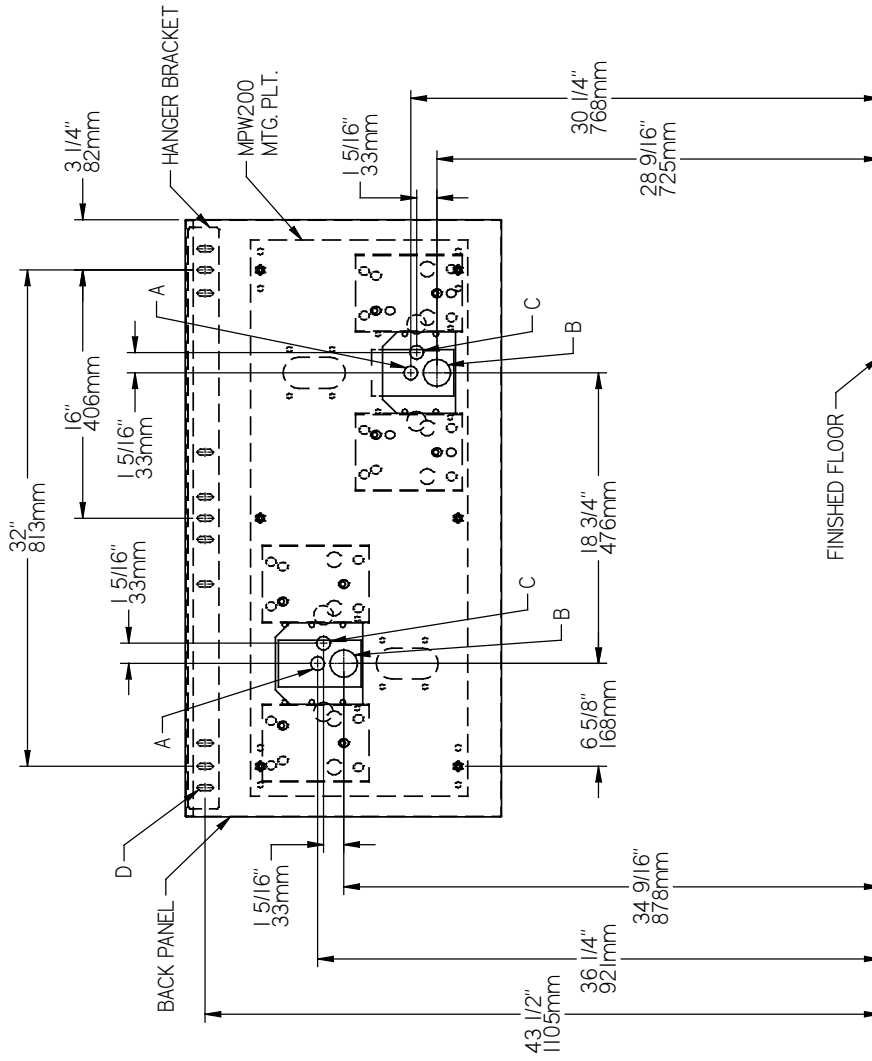 3 1/4"
82mm
HANGER BRACKET
MPW200
MTG. PLT.
32"
813mm
16"
406mm
1 5/16"
33mm
1 5/16"
33mm
A
A
D
BACK PANEL
C
B
C
B
1 5/16"
33mm
30 1/4"
768mm
28 9/16"
725mm
18 3/4"
476mm
6 5/8"
168mm
1 5/16"
33mm
34 9/16"
878mm
36 1/4"
921mm
43 1/2"
1105mm
FINISHED FLOOR